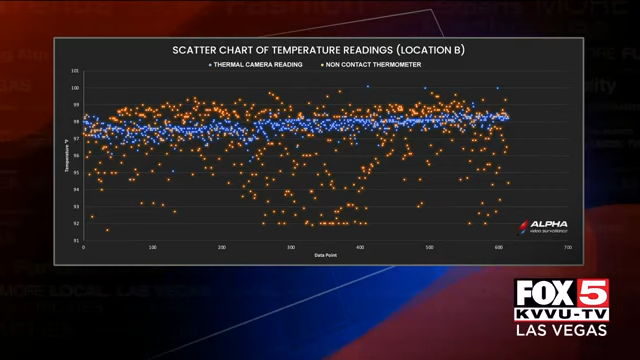 SCATTER CHART OF TEMPERATURE READINGS (LOCATION B)
THERMAL CAMERA READING NON CONTACT THERMOMETER
101
100
99
98
97
96
95
94
93
92
91
Temperature °F
0 100 200 300 400 500 600 700
Data Point
ALPHA
video surveillance
FOX 5
KVVU-TV
LAS VEGAS
MORE LOCAL. LAS VEGAS